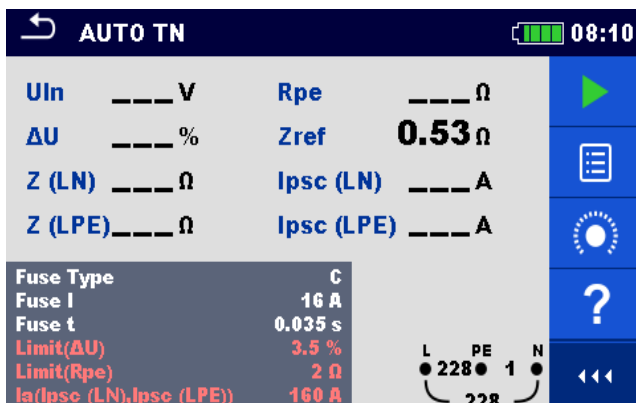 AUTO TN 08:10
Uln ___V Rpe ___Ω
ΔU ___% Zref 0.53Ω
Z (LN) ___Ω Ipsc (LN) ___A
Z (LPE)___Ω Ipsc (LPE) ___A
Fuse Type C
Fuse I 16 A
Fuse t 0.035 s
Limit(ΔU) 3.5 %
Limit(Rpe) 2 Ω
Ia(Ipsc (LN),Ipsc (LPE)) 160 A
?
L PE N
228 1
228